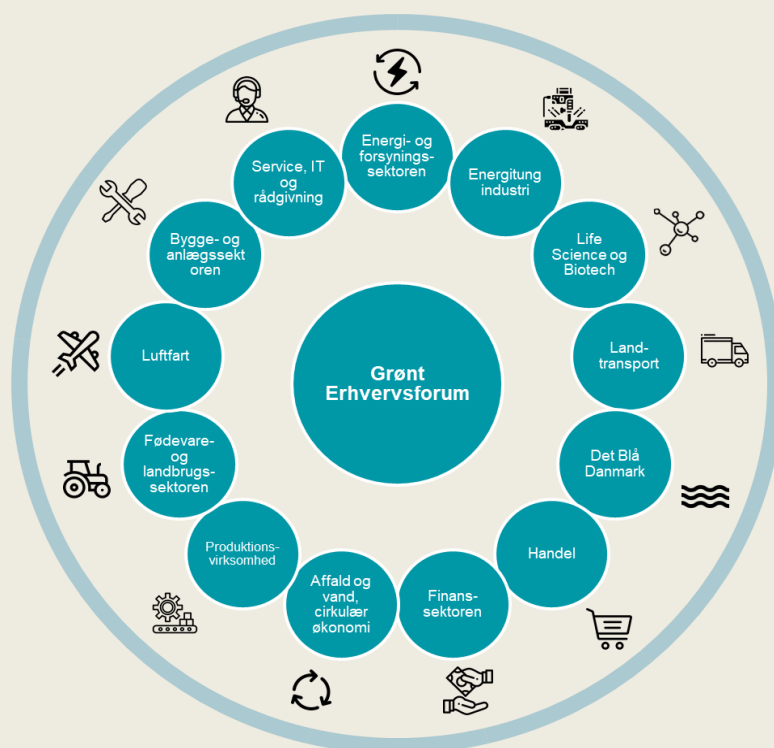 Energi- og
forsynings-
sektoren
Energitung
industri
Life
Science og
Biotech
Land-
transport
Det Blå
Danmark
Handel
Finans-
sektoren
Affald og
vand,
cirkulær
økonomi
Produktions-
virksomhed
Fødevare-
og
landbrugs-
sektoren
Luftfart
Bygge- og
anlægssekt
oren
Service, IT
og
rådgivning
Grønt
Erhvervsforum